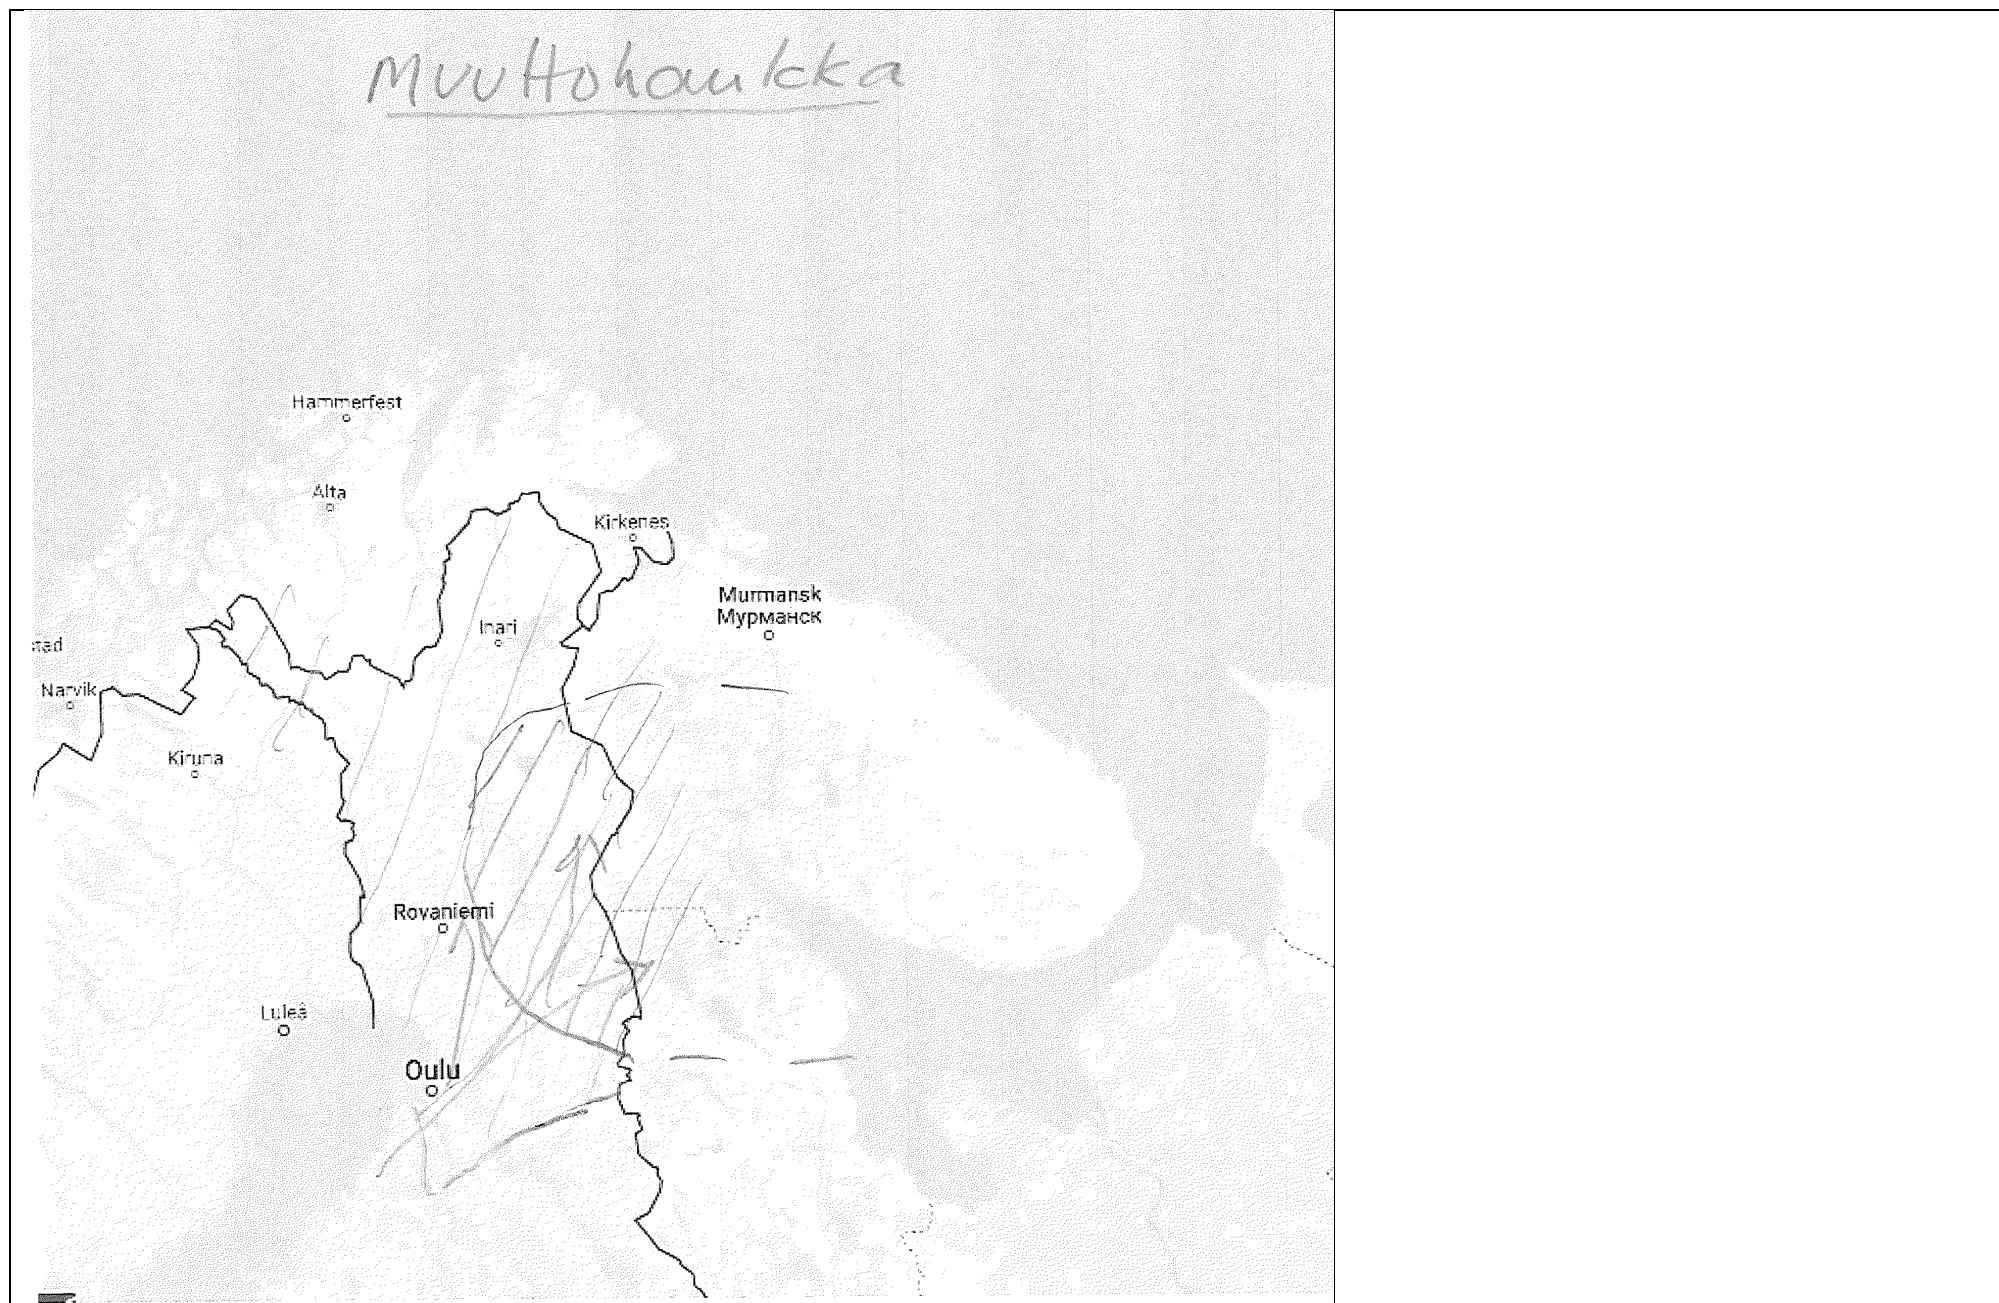 Muuttohaukka
Hammerfest
Alta
Kirkenes
Murmansk
Мурманск
Inari
Narvik
Kiruna
Rovaniemi
Luleå
Oulu